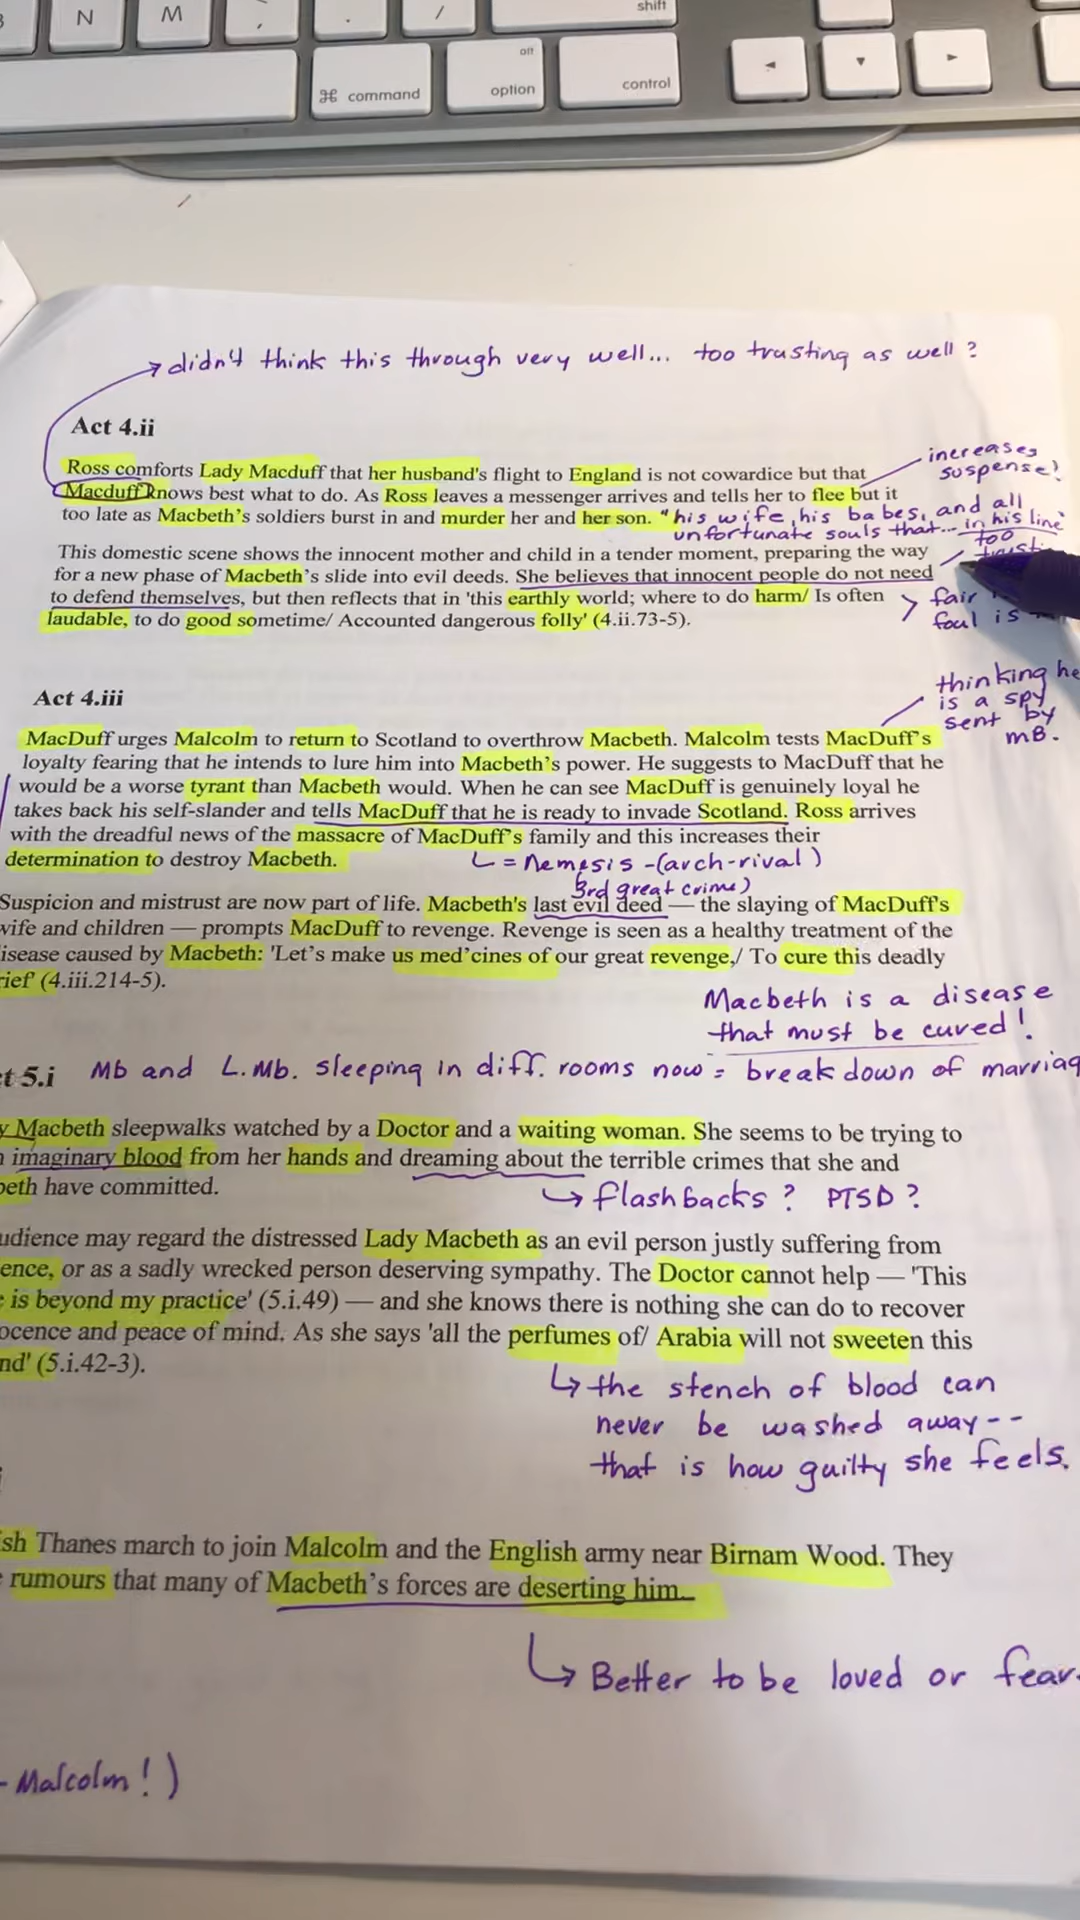 N
M
,
.
/
shift
⌘ command
alt
option
control
◄
▼
►
didn't think this through very well... too trusting as well?
Act 4.ii
increases
suspense!
Ross comforts Lady Macduff that her husband's flight to England is not cowardice but that
Macduff knows best what to do. As Ross leaves a messenger arrives and tells her to flee but it
too late as Macbeth's soldiers burst in and murder her and her son. "his wife, his babes, and all
unfortunate souls that... in his line"
too
This domestic scene shows the innocent mother and child in a tender moment, preparing the way
for a new phase of Macbeth's slide into evil deeds. She believes that innocent people do not need
to defend themselves, but then reflects that in 'this earthly world; where to do harm/ Is often
laudable, to do good sometime/ Accounted dangerous folly' (4.ii.73-5).
fair
foul is
Act 4.iii
thinking he
is a spy
sent by
mB.
MacDuff urges Malcolm to return to Scotland to overthrow Macbeth. Malcolm tests MacDuff's
loyalty fearing that he intends to lure him into Macbeth's power. He suggests to MacDuff that he
would be a worse tyrant than Macbeth would. When he can see MacDuff is genuinely loyal he
takes back his self-slander and tells MacDuff that he is ready to invade Scotland. Ross arrives
with the dreadful news of the massacre of MacDuff's family and this increases their
determination to destroy Macbeth.
= nemesis - (arch-rival)
3rd great crime)
Suspicion and mistrust are now part of life. Macbeth's last evil deed — the slaying of MacDuff's
wife and children — prompts MacDuff to revenge. Revenge is seen as a healthy treatment of the
isease caused by Macbeth: 'Let's make us med'cines of our great revenge,/ To cure this deadly
rief' (4.iii.214-5).
Macbeth is a disease
that must be cured!
t 5.i
Mb and L.Mb. sleeping in diff. rooms now = breakdown of marriag
y Macbeth sleepwalks watched by a Doctor and a waiting woman. She seems to be trying to
imaginary blood from her hands and dreaming about the terrible crimes that she and
beth have committed.
flashbacks? PTSD?
udience may regard the distressed Lady Macbeth as an evil person justly suffering from
ence, or as a sadly wrecked person deserving sympathy. The Doctor cannot help — 'This
is beyond my practice' (5.i.49) — and she knows there is nothing she can do to recover
ocence and peace of mind. As she says 'all the perfumes of/ Arabia will not sweeten this
nd' (5.i.42-3).
the stench of blood can
never be washed away--
that is how guilty she feels.
sh Thanes march to join Malcolm and the English army near Birnam Wood. They
rumours that many of Macbeth's forces are deserting him.
Better to be loved or fear
- Malcolm!)